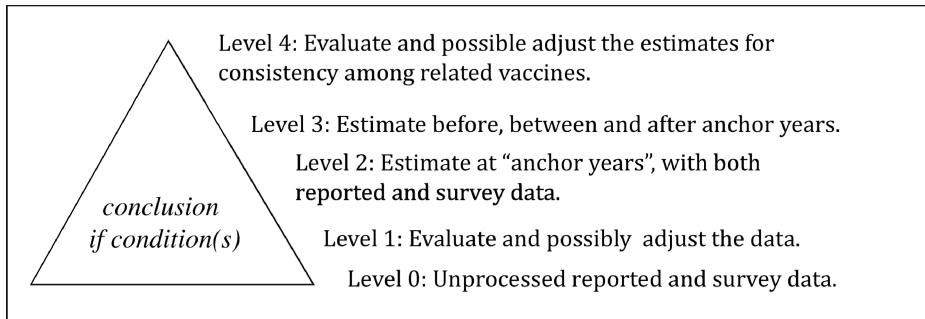 Level 4: Evaluate and possible adjust the estimates for
consistency among related vaccines.
Level 3: Estimate before, between and after anchor years.
Level 2: Estimate at “anchor years”, with both
reported and survey data.
conclusion
if condition(s)
Level 1: Evaluate and possibly adjust the data.
Level 0: Unprocessed reported and survey data.